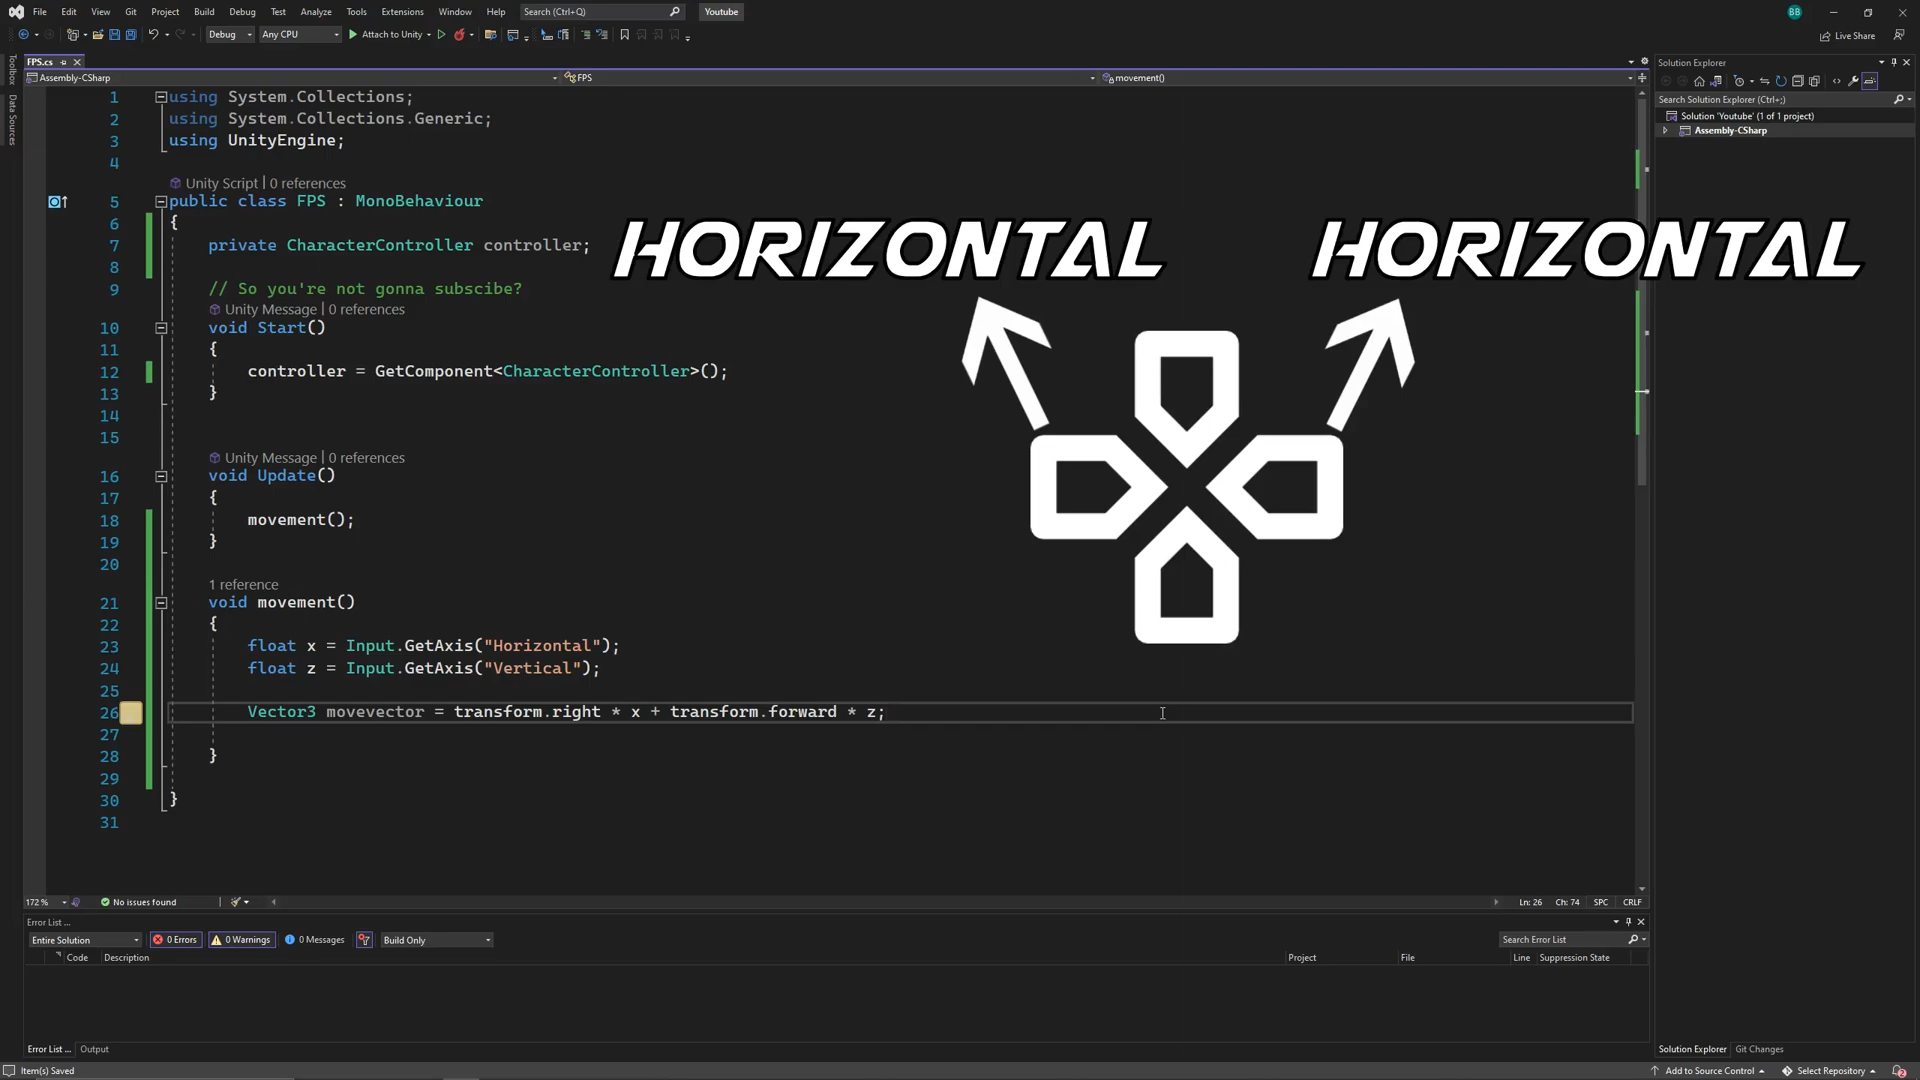 File Edit View Git Project Build Debug Test Analyze Tools Extensions Window Help Search (Ctrl+Q) Youtube BB
Debug Any CPU Attach to Unity Live Share
Toolbox
Data Sources
FPS.cs
Assembly-CSharp FPS movement()
1 using System.Collections;
2 using System.Collections.Generic;
3 using UnityEngine;
4
Unity Script | 0 references
5 public class FPS : MonoBehaviour
6 {
7 private CharacterController controller;
8
9 // So you're not gonna subscibe?
Unity Message | 0 references
10 void Start()
11 {
12 controller = GetComponent<CharacterController>();
13 }
14
15
Unity Message | 0 references
16 void Update()
17 {
18 movement();
19 }
20
1 reference
21 void movement()
22 {
23 float x = Input.GetAxis("Horizontal");
24 float z = Input.GetAxis("Vertical");
25
26 Vector3 movevector = transform.right * x + transform.forward * z;
27
28 }
29
30 }
31
HORIZONTAL HORIZONTAL
172 % No issues found Ln: 26 Ch: 74 SPC CRLF
Error List ...
Entire Solution 0 Errors 0 Warnings 0 Messages Build Only Search Error List
Code Description Project File Line Suppression State
Error List ... Output
Solution Explorer
Search Solution Explorer (Ctrl+;)
Solution 'Youtube' (1 of 1 project)
Assembly-CSharp
Solution Explorer Git Changes
Item(s) Saved Add to Source Control Select Repository 2